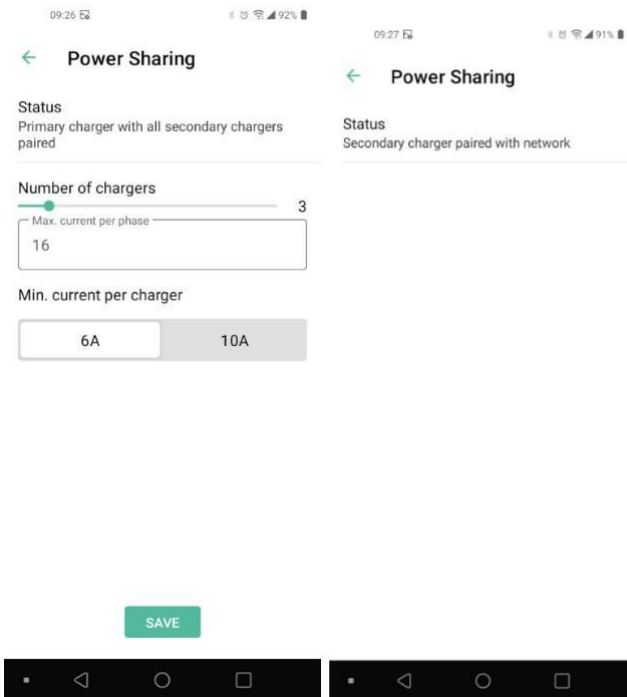 09:26
92%
Power Sharing
Status
Primary charger with all secondary chargers
paired
Number of chargers
3
Max. current per phase
16
Min. current per charger
6A
10A
SAVE
09:27
91%
Power Sharing
Status
Secondary charger paired with network